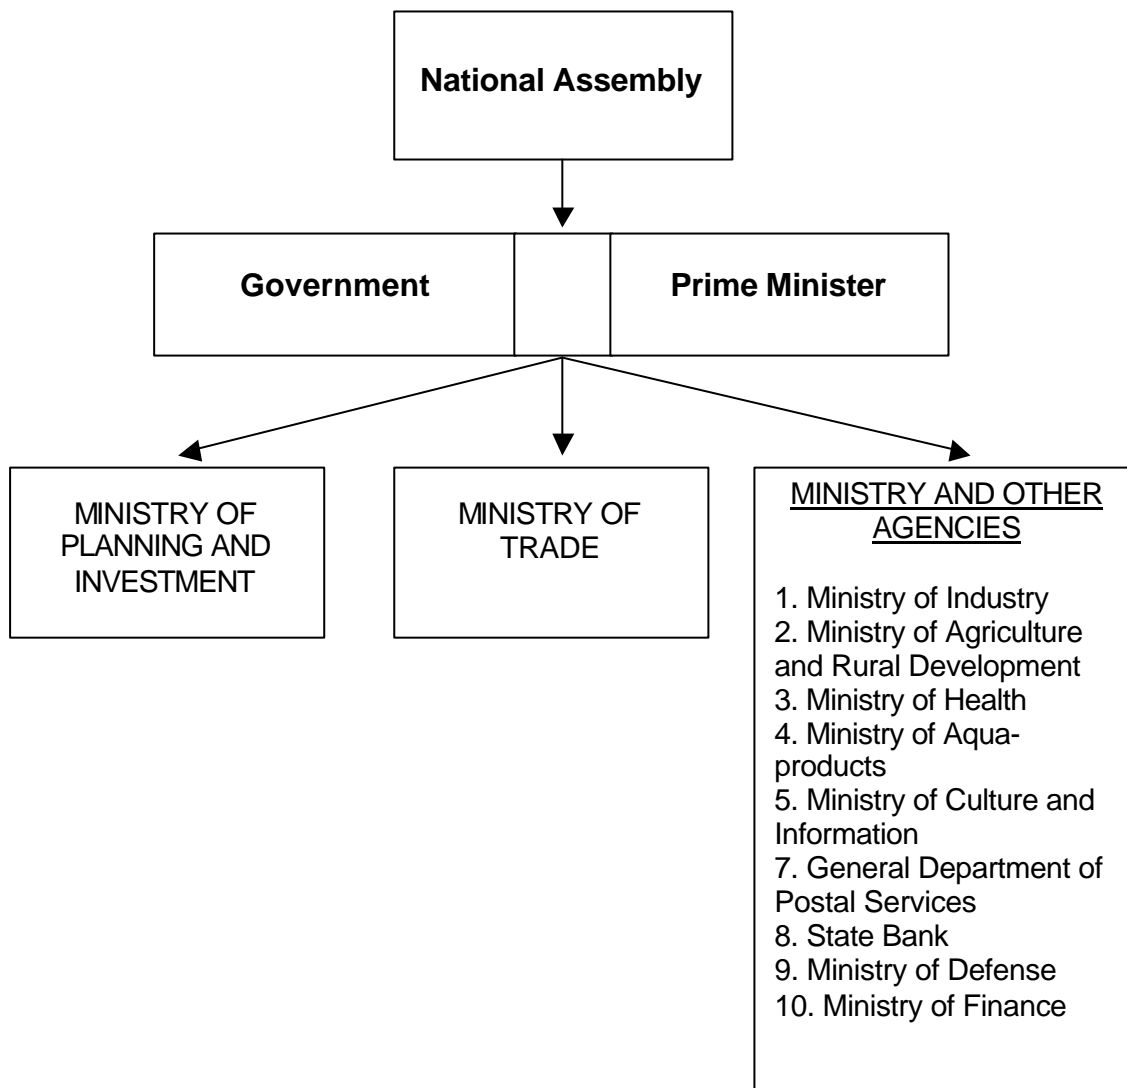 National Assembly
Government
Prime Minister
MINISTRY OF
PLANNING AND
INVESTMENT
MINISTRY OF
TRADE
MINISTRY AND OTHER
AGENCIES
1. Ministry of Industry
2. Ministry of Agriculture
and Rural Development
3. Ministry of Health
4. Ministry of Aqua-
products
5. Ministry of Culture and
Information
7. General Department of
Postal Services
8. State Bank
9. Ministry of Defense
10. Ministry of Finance